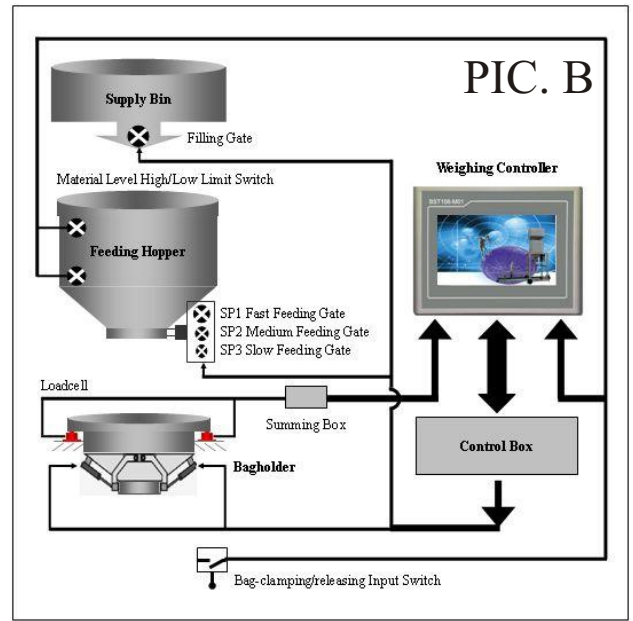 PIC. B
Supply Bin
Filling Gate
Material Level High/Low Limit Switch
Weighing Controller
BST106-M01
Feeding Hopper
SP1 Fast Feeding Gate
SP2 Medium Feeding Gate
SP3 Slow Feeding Gate
Loadcell
Summing Box
Control Box
Bagholder
Bag-clamping/releasing Input Switch